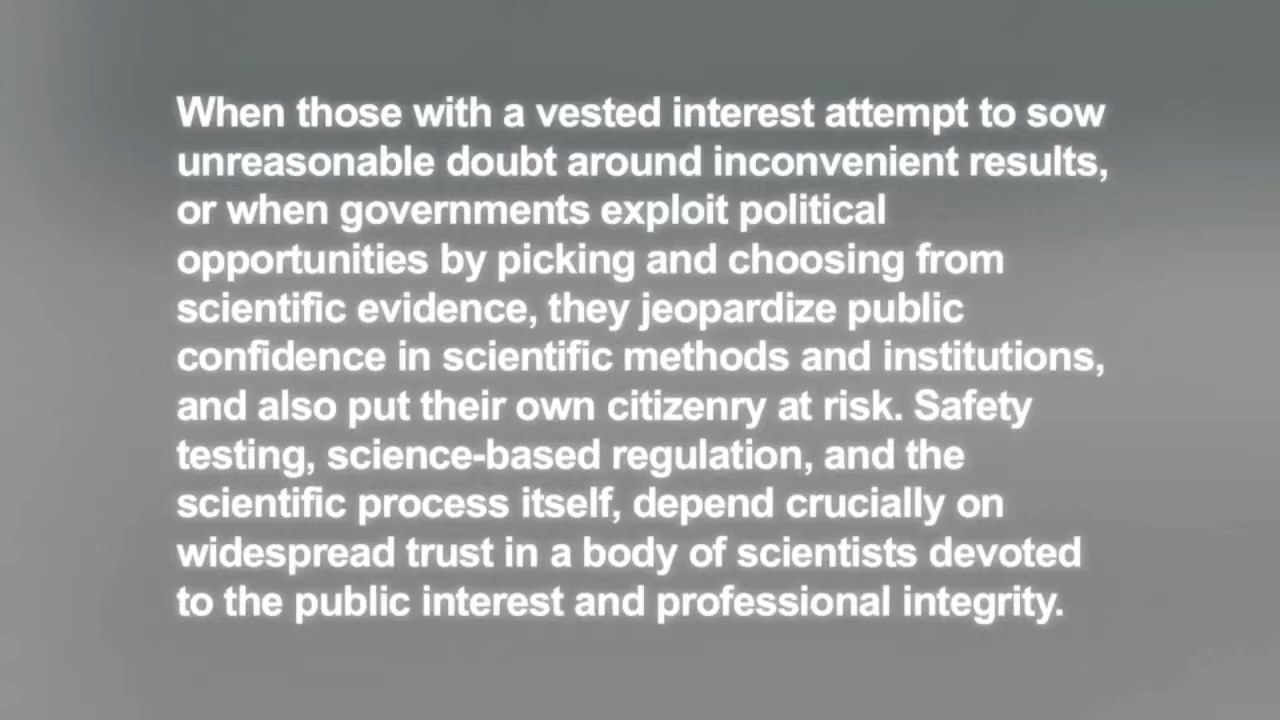 When those with a vested interest attempt to sow
unreasonable doubt around inconvenient results,
or when governments exploit political
opportunities by picking and choosing from
scientific evidence, they jeopardize public
confidence in scientific methods and institutions,
and also put their own citizenry at risk. Safety
testing, science-based regulation, and the
scientific process itself, depend crucially on
widespread trust in a body of scientists devoted
to the public interest and professional integrity.